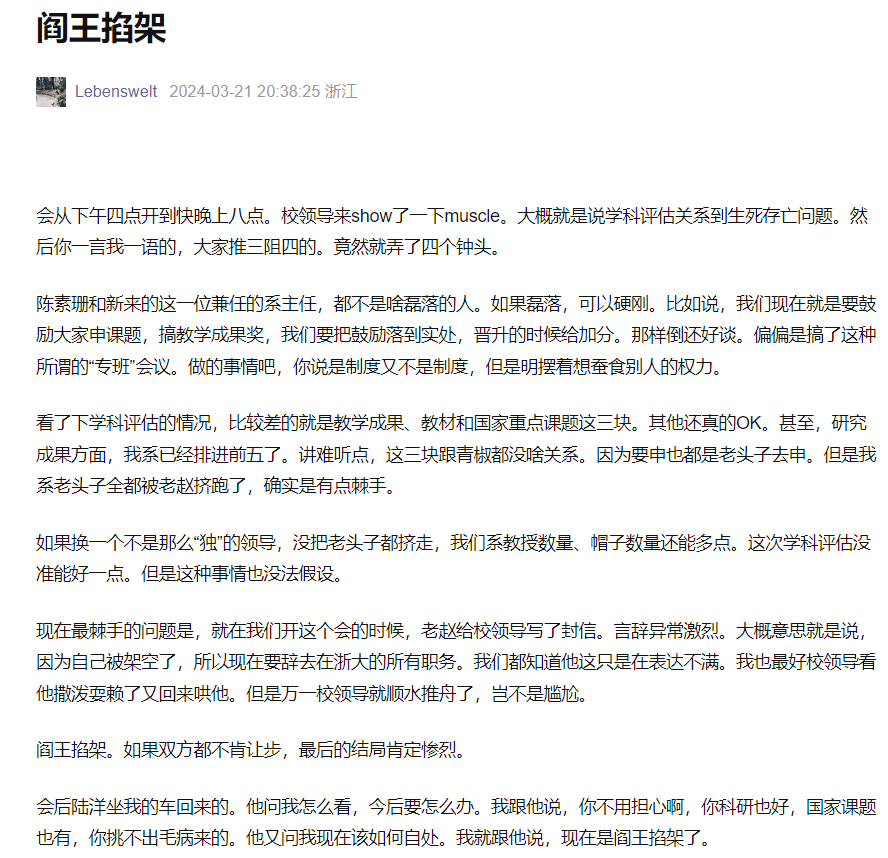 阎王掐架
Lebenswelt 2024-03-21 20:38:25 浙江
会从下午四点开到快晚上八点。校领导来show了一下muscle。大概就是说学科评估关系到生死存亡问题。然
后你一言我一语的，大家推三阻四的。竟然就弄了四个钟头。
陈素珊和新来的这一位兼任的系主任，都不是啥磊落的人。如果磊落，可以硬刚。比如说，我们现在就是要鼓
励大家申课题，搞教学成果奖，我们要把鼓励落到实处，晋升的时候给加分。那样倒还好谈。偏偏是搞了这种
所谓的“专班”会议。做的事情吧，你说是制度又不是制度，但是明摆着想蚕食别人的权力。
看了下学科评估的情况，比较差的就是教学成果、教材和国家重点课题这三块。其他还真的OK。甚至，研究
成果方面，我系已经排进前五了。讲难听点，这三块跟青椒都没啥关系。因为要申也都是老头子去申。但是我
系老头子全都被老赵挤跑了，确实是有点棘手。
如果换一个不是那么“独”的领导，没把老头子都挤走，我们系教授数量、帽子数量还能多点。这次学科评估没
准能好一点。但是这种事情也没法假设。
现在最棘手的问题是，就在我们开这个会的时候，老赵给校领导写了封信。言辞异常激烈。大概意思就是说，
因为自己被架空了，所以现在要辞去在浙大的所有职务。我们都知道他这只是在表达不满。我也最好校领导看
他撒泼耍赖了又回来哄他。但是万一校领导就顺水推舟了，岂不是尴尬。
阎王掐架。如果双方都不肯让步，最后的结局肯定惨烈。
会后陆洋坐我的车回来的。他问我怎么看，今后要怎么办。我跟他说，你不用担心啊，你科研也好，国家课题
也有，你挑不出毛病来的。他又问我现在该如何自处。我就跟他说，现在是阎王掐架了。